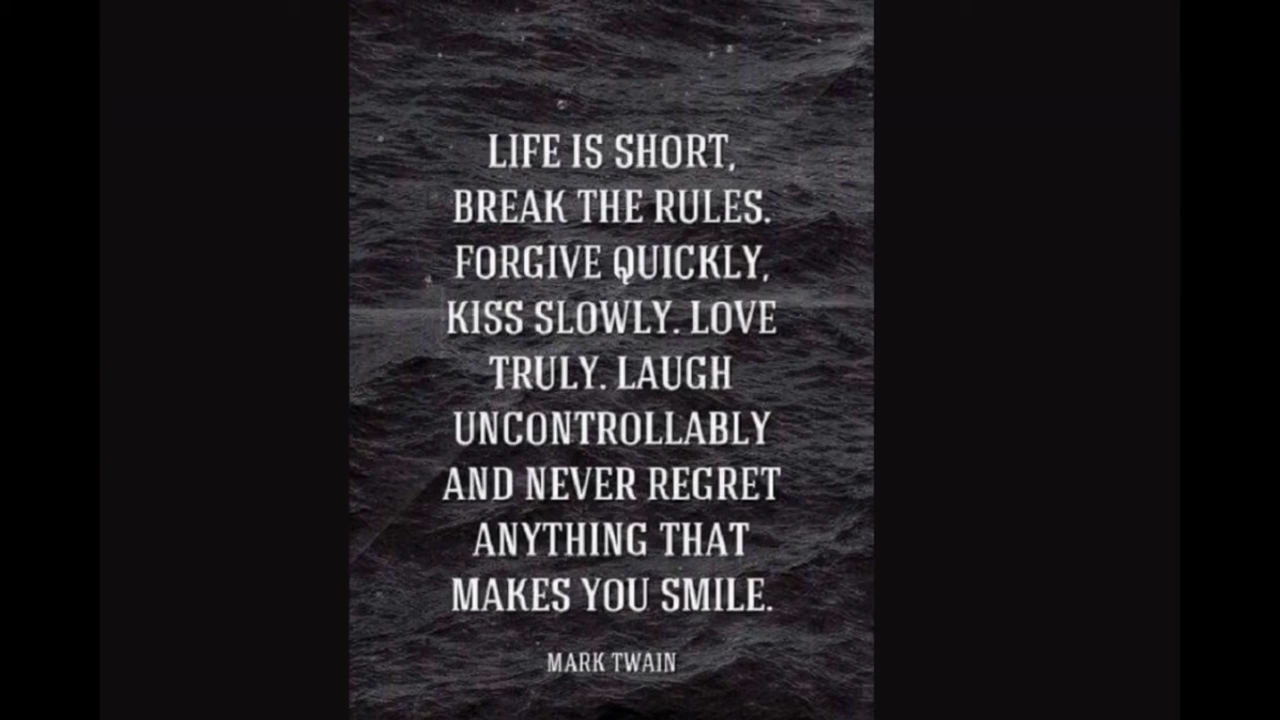 LIFE IS SHORT,
BREAK THE RULES.
FORGIVE QUICKLY,
KISS SLOWLY. LOVE
TRULY. LAUGH
UNCONTROLLABLY
AND NEVER REGRET
ANYTHING THAT
MAKES YOU SMILE.
MARK TWAIN